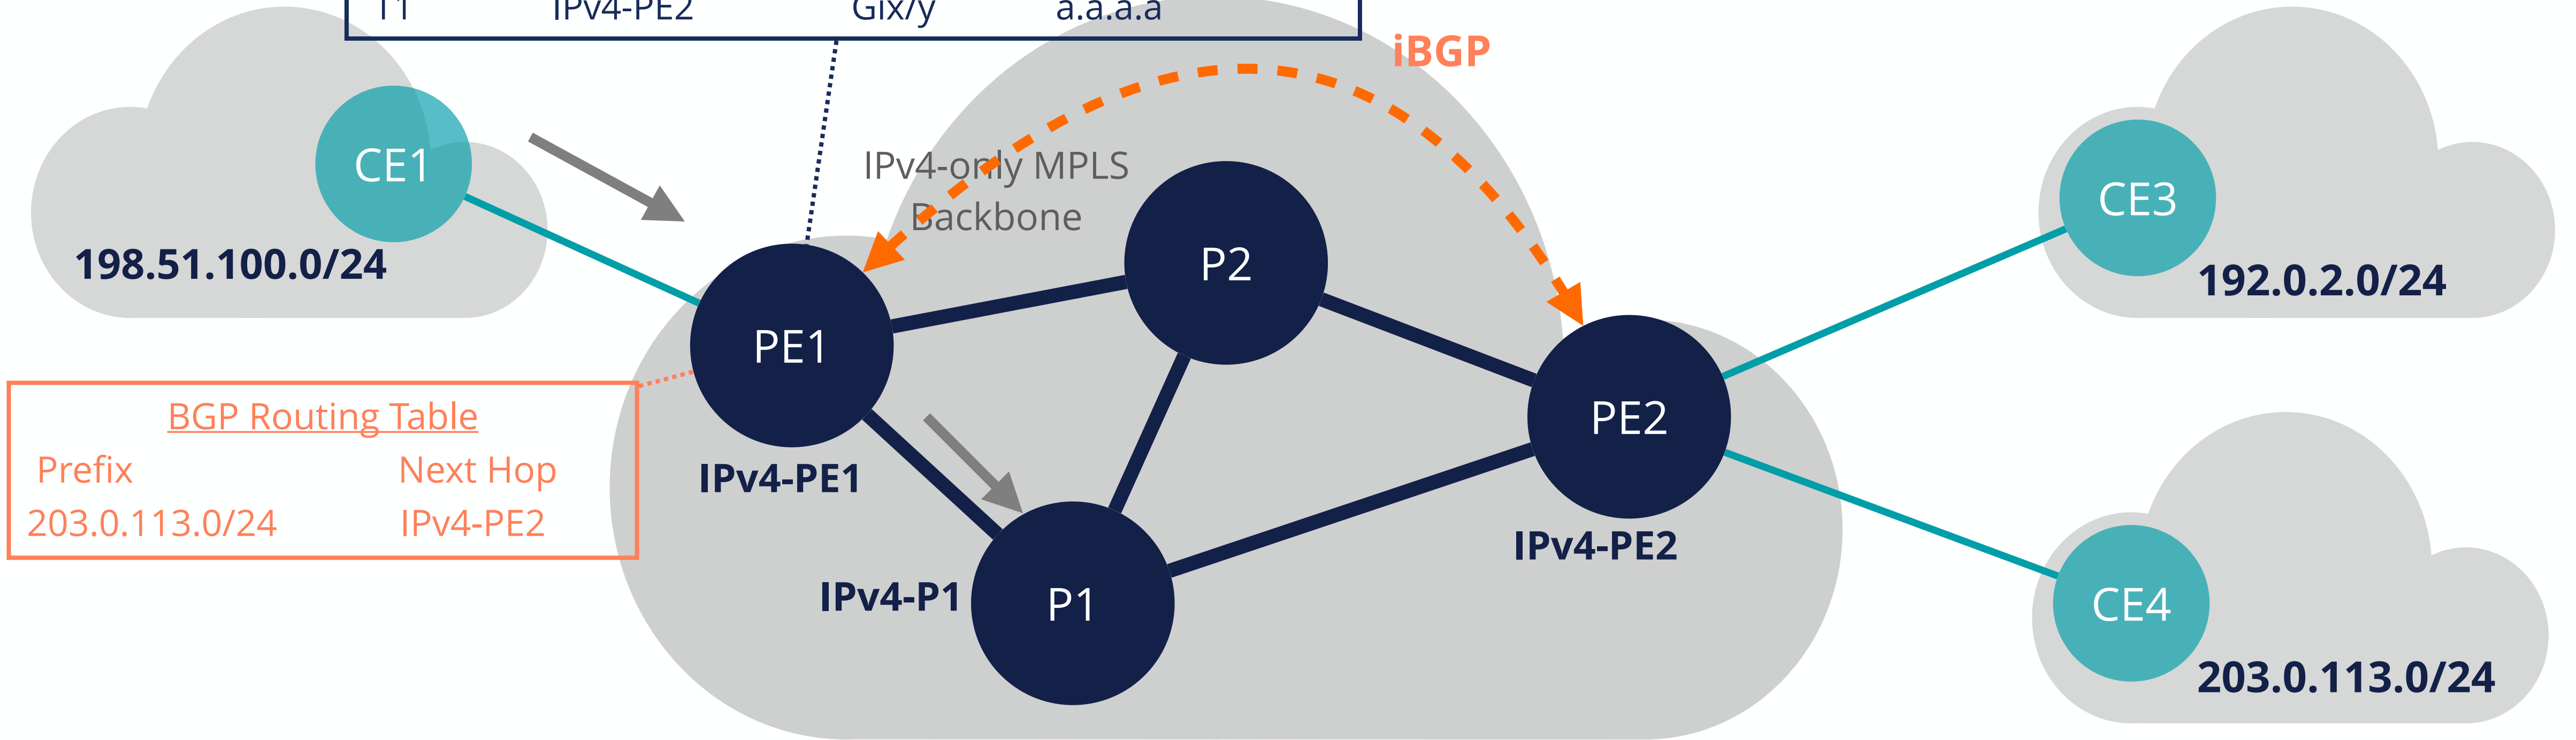 IPv4-PE2 Gix/y a.a.a.a
iBGP
CE1
198.51.100.0/24
IPv4-only MPLS
Backbone
P2
CE3
192.0.2.0/24
PE1
IPv4-PE1
PE2
IPv4-PE2
BGP Routing Table
Prefix Next Hop
203.0.113.0/24 IPv4-PE2
IPv4-P1
P1
CE4
203.0.113.0/24